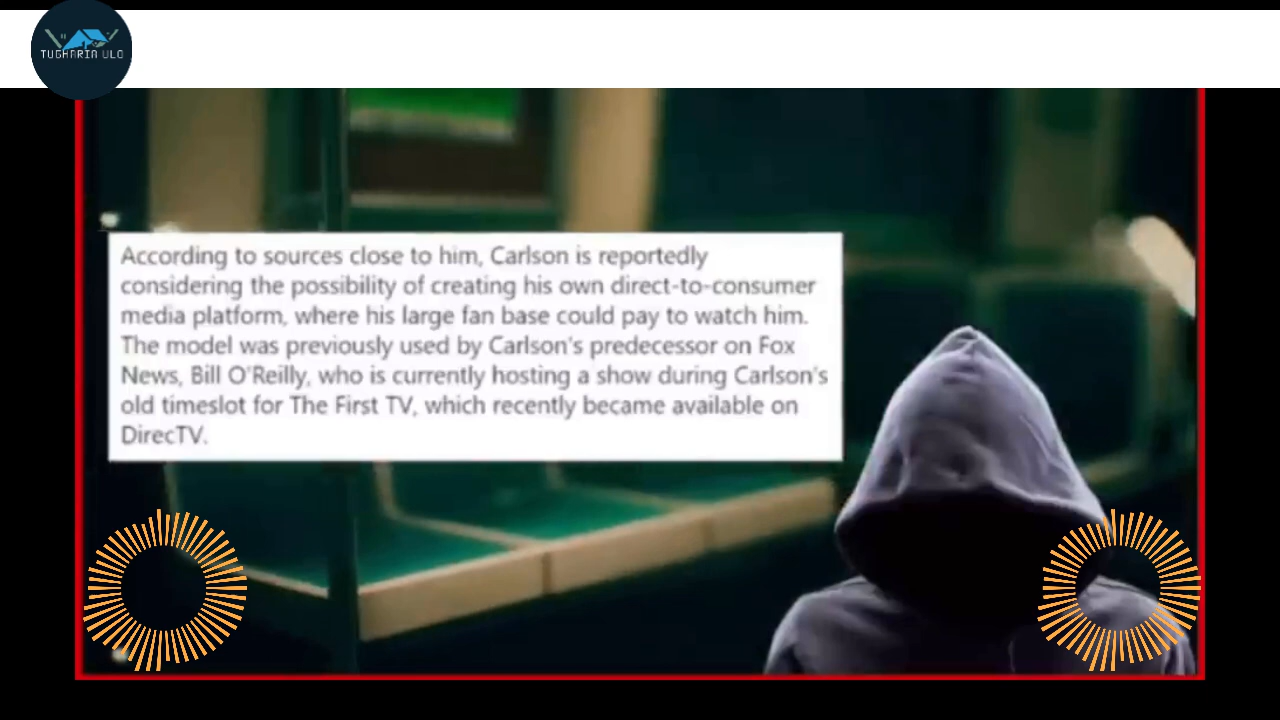 TUGHARIA ULO
According to sources close to him, Carlson is reportedly
considering the possibility of creating his own direct-to-consumer
media platform, where his large fan base could pay to watch him.
The model was previously used by Carlson's predecessor on Fox
News, Bill O'Reilly, who is currently hosting a show during Carlson's
old timeslot for The First TV, which recently became available on
DirecTV.